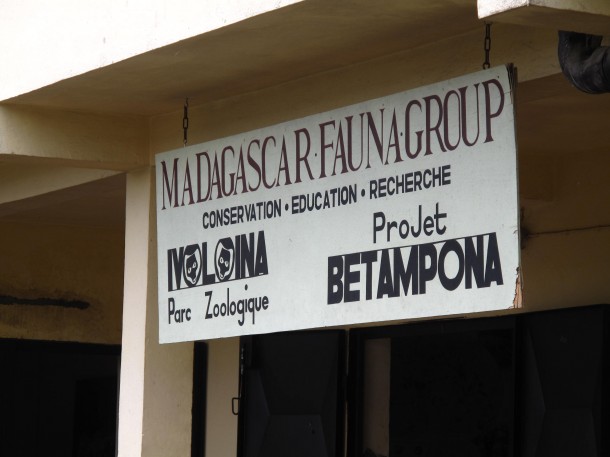 MADAGASCAR·FAUNA·GROUP
CONSERVATION • EDUCATION • RECHERCHE
IVOLOINA
Parc Zoologique
ProJet
BETAMPONA